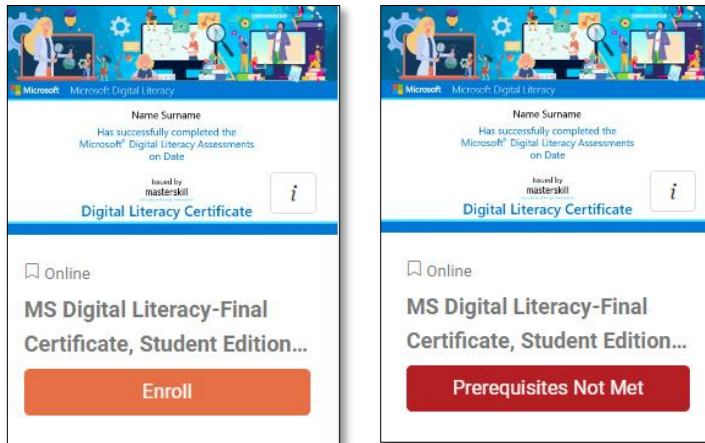 Microsoft Microsoft Digital Literacy
Name Surname
Has successfully completed the
Microsoft® Digital Literacy Assessments
on Date
Issued by
masterskill
i
Digital Literacy Certificate
Online
MS Digital Literacy-Final
Certificate, Student Edition...
Enroll
Microsoft Microsoft Digital Literacy
Name Surname
Has successfully completed the
Microsoft® Digital Literacy Assessments
on Date
Issued by
masterskill
i
Digital Literacy Certificate
Online
MS Digital Literacy-Final
Certificate, Student Edition...
Prerequisites Not Met